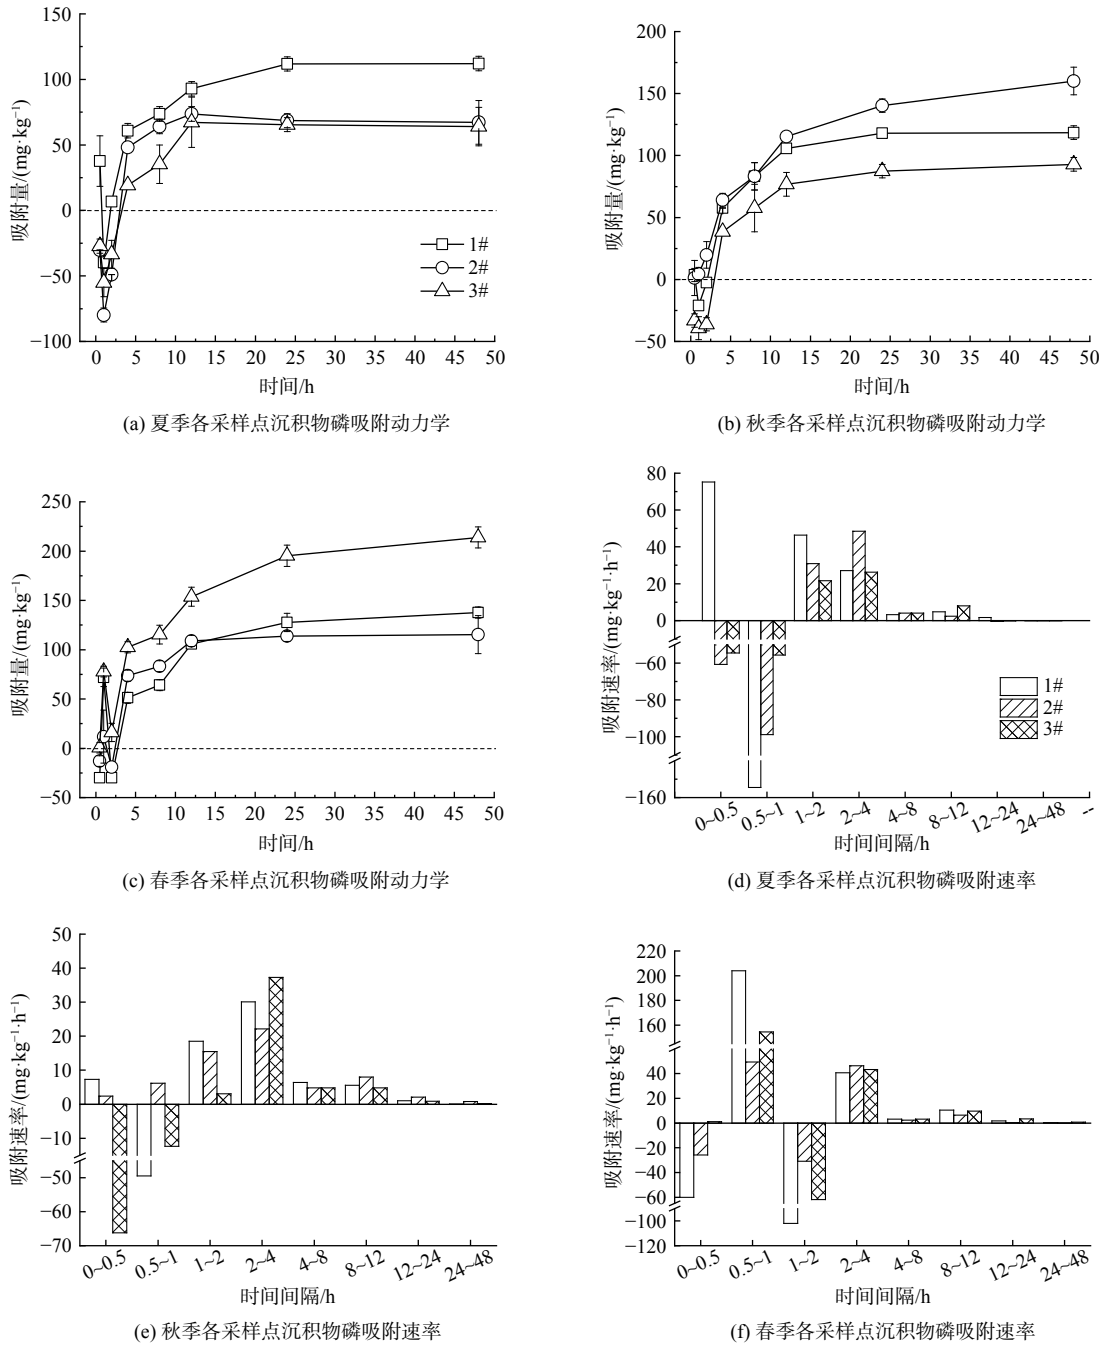 150
100
50
0
−50
−100
吸附量/(mg·kg⁻¹)
1#
2#
3#
0 5 10 15 20 25 30 35 40 45 50
时间/h
(a) 夏季各采样点沉积物磷吸附动力学
200
150
100
50
0
−50
吸附量/(mg·kg⁻¹)
0 5 10 15 20 25 30 35 40 45 50
时间/h
(b) 秋季各采样点沉积物磷吸附动力学
250
200
150
100
50
0
−50
吸附量/(mg·kg⁻¹)
0 5 10 15 20 25 30 35 40 45 50
时间/h
(c) 春季各采样点沉积物磷吸附动力学
80
60
40
20
0
−60
−80
−100
−160
吸附速率/(mg·kg⁻¹·h⁻¹)
1#
2#
3#
0~0.5 0.5~1 1~2 2~4 4~8 8~12 12~24 24~48 --
时间间隔/h
(d) 夏季各采样点沉积物磷吸附速率
50
40
30
20
10
0
−10
−50
−60
−70
吸附速率/(mg·kg⁻¹·h⁻¹)
0~0.5 0.5~1 1~2 2~4 4~8 8~12 12~24 24~48
时间间隔/h
(e) 秋季各采样点沉积物磷吸附速率
220
200
180
160
40
20
0
−20
−40
−60
−100
−120
吸附速率/(mg·kg⁻¹·h⁻¹)
0~0.5 0.5~1 1~2 2~4 4~8 8~12 12~24 24~48
时间间隔/h
(f) 春季各采样点沉积物磷吸附速率